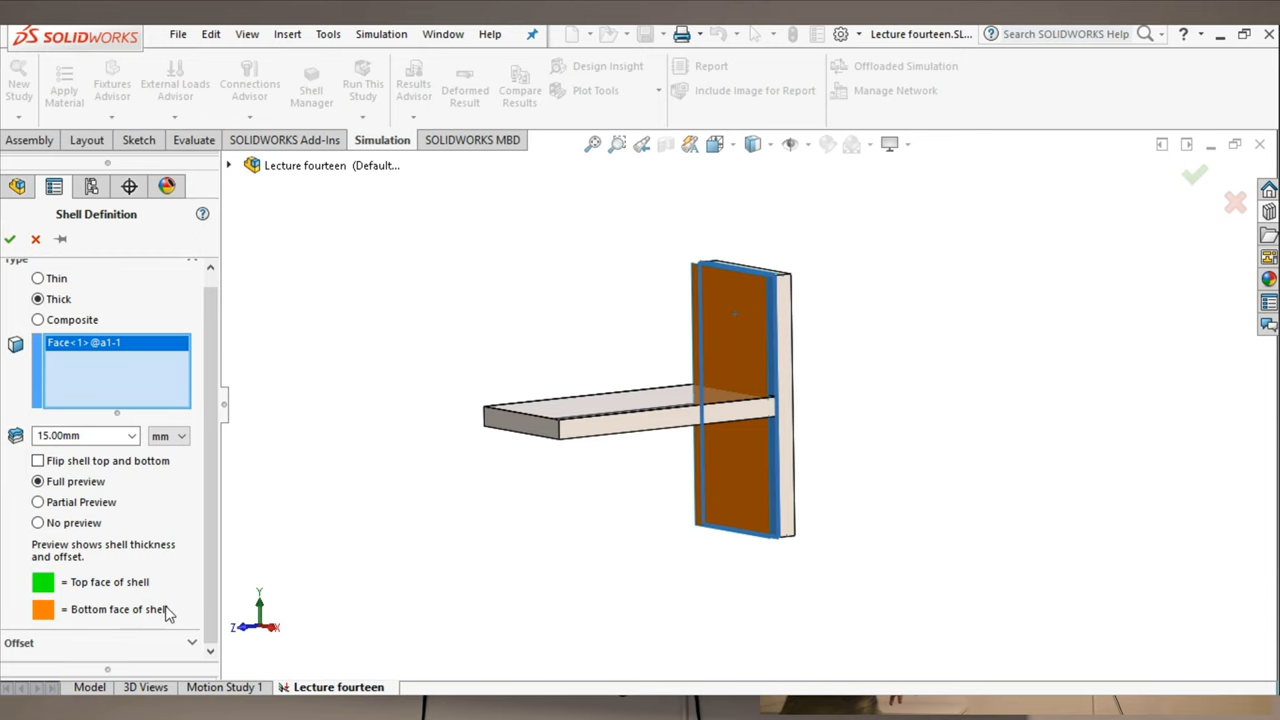 SOLIDWORKS
File Edit View Insert Tools Simulation Window Help
Lecture fourteen.SL...
Search SOLIDWORKS Help
New Study
Apply Material
Fixtures Advisor
External Loads Advisor
Connections Advisor
Shell Manager
Run This Study
Results Advisor
Deformed Result
Compare Results
Design Insight
Plot Tools
Report
Include Image for Report
Offloaded Simulation
Manage Network
Assembly Layout Sketch Evaluate SOLIDWORKS Add-Ins Simulation SOLIDWORKS MBD
Lecture fourteen (Default...
Shell Definition
Type
Thin
Thick
Composite
Face<1>@a1-1
15.00mm mm
Flip shell top and bottom
Full preview
Partial Preview
No preview
Preview shows shell thickness
and offset.
= Top face of shell
= Bottom face of shell
Offset
Y
Z X
Model 3D Views Motion Study 1 Lecture fourteen